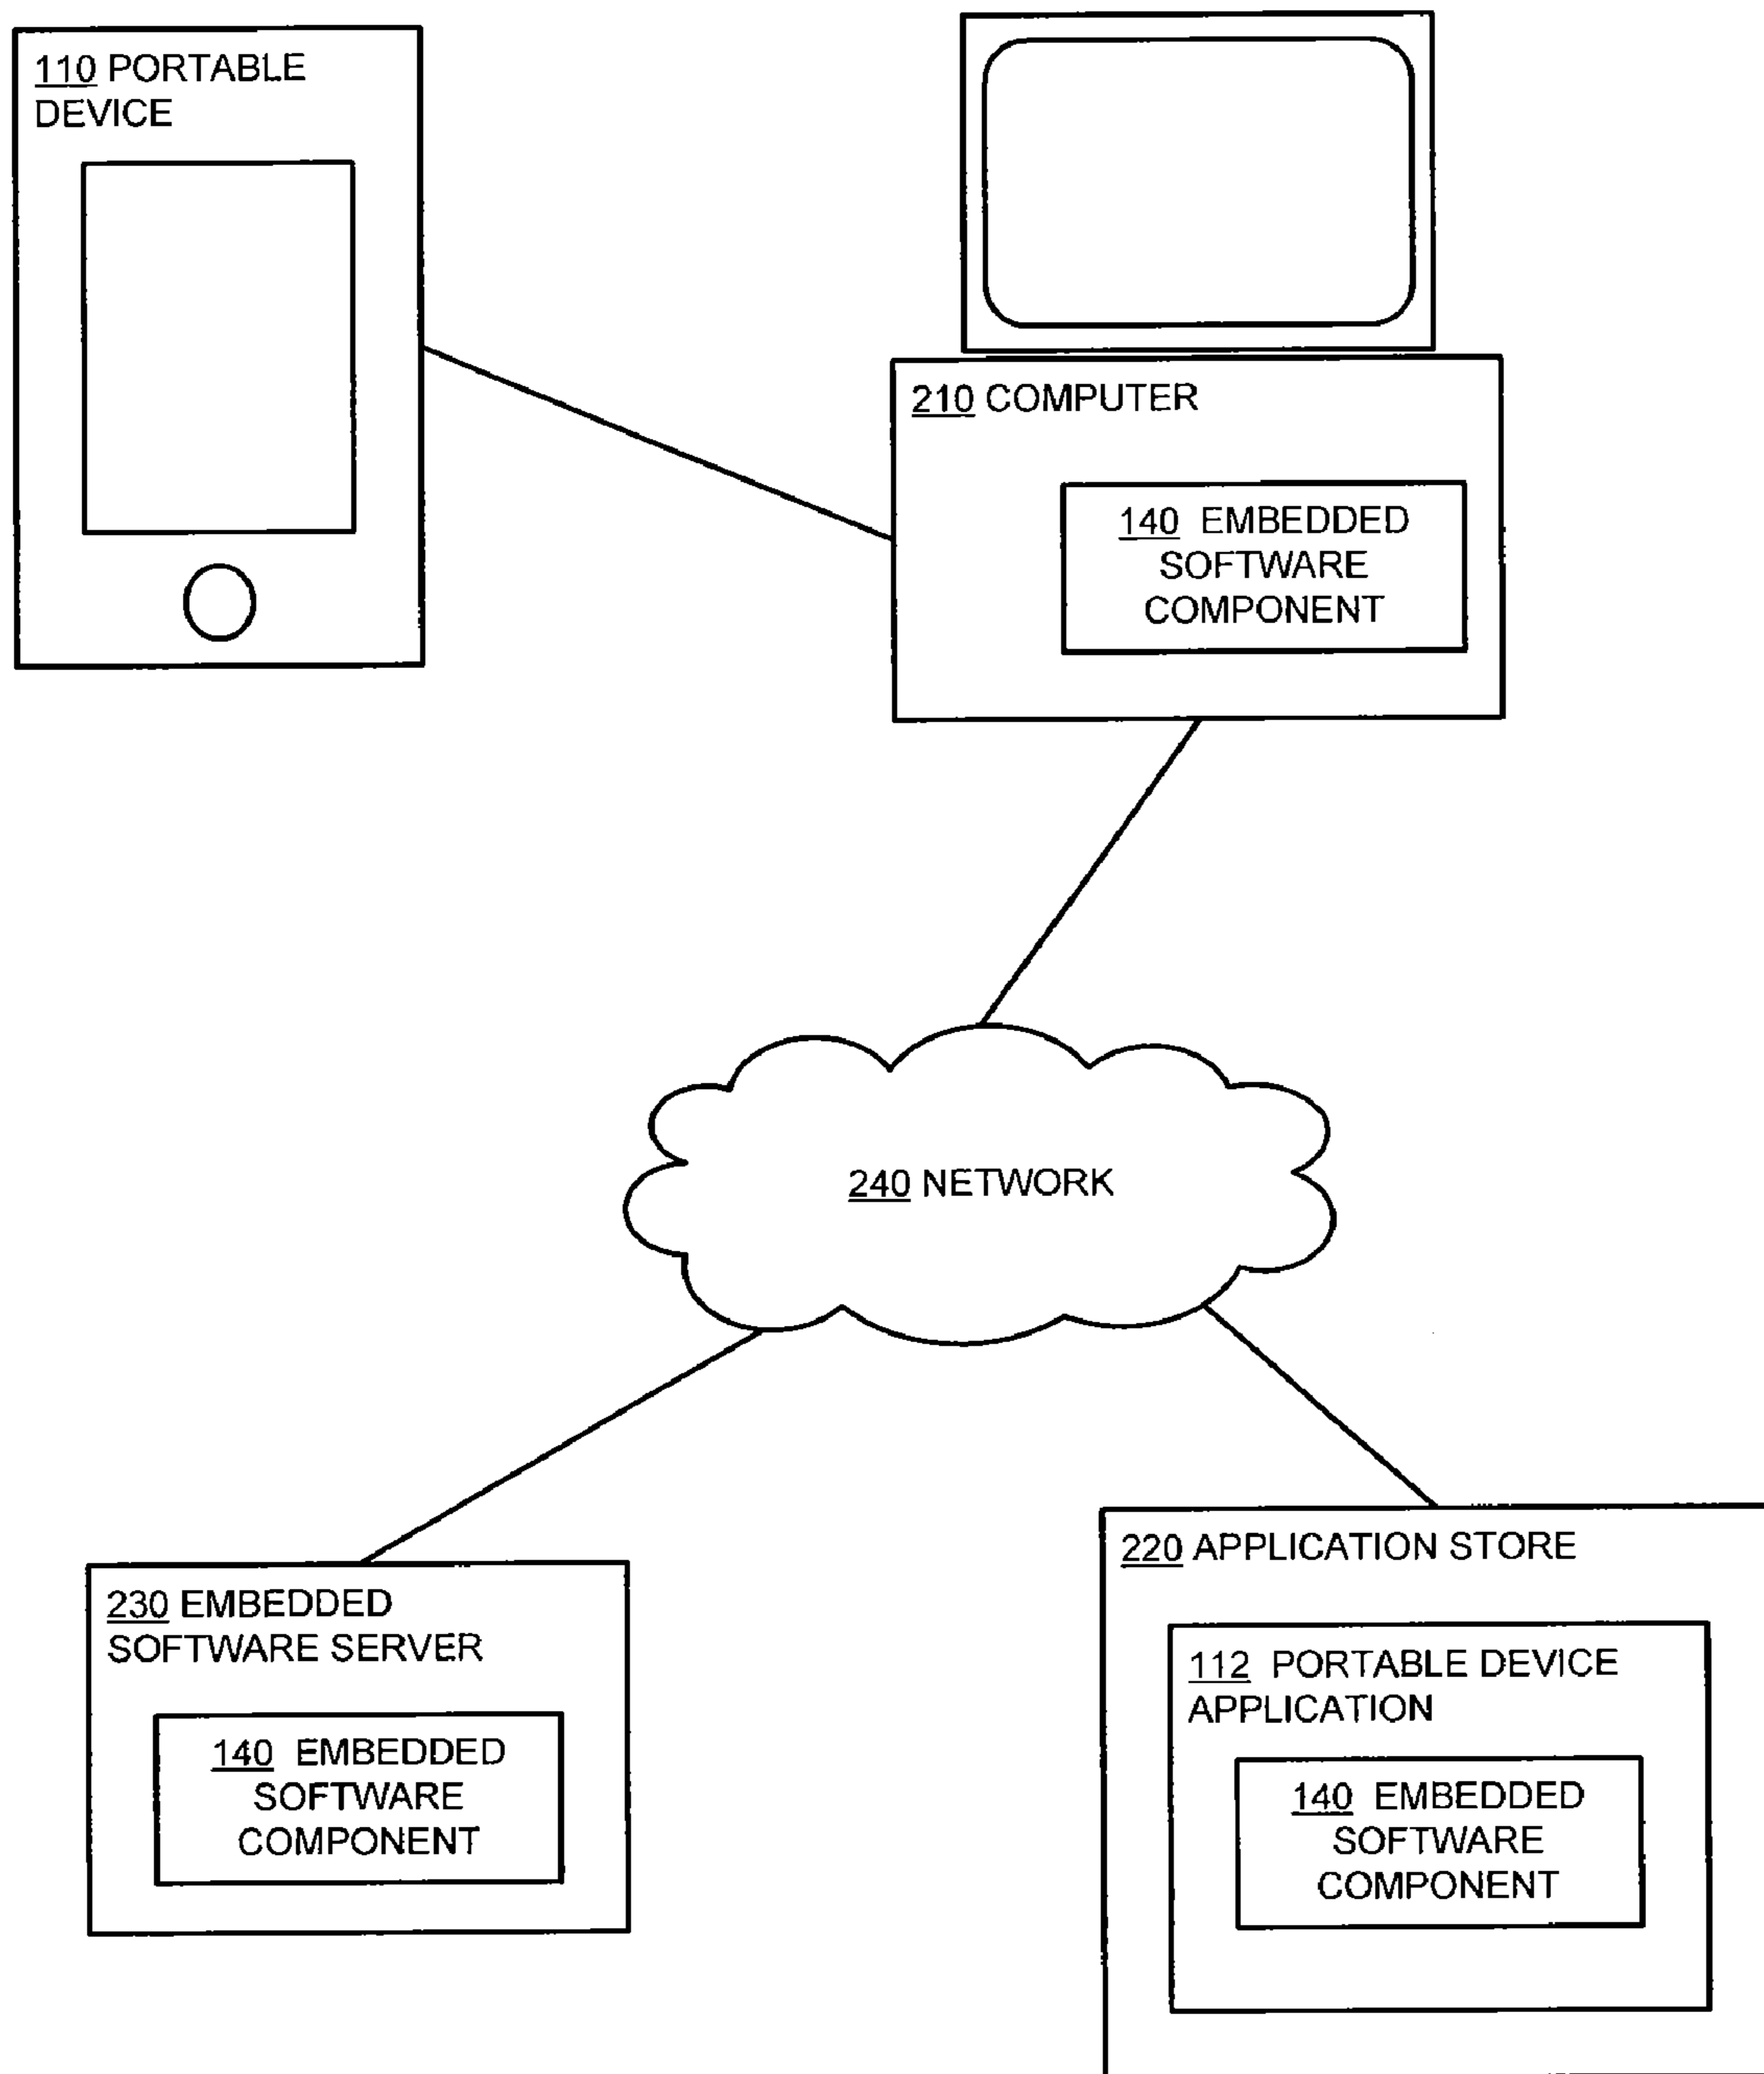 110 PORTABLE
DEVICE
210 COMPUTER
140 EMBEDDED
SOFTWARE
COMPONENT
240 NETWORK
230 EMBEDDED
SOFTWARE SERVER
140 EMBEDDED
SOFTWARE
COMPONENT
220 APPLICATION STORE
112 PORTABLE DEVICE
APPLICATION
140 EMBEDDED
SOFTWARE
COMPONENT